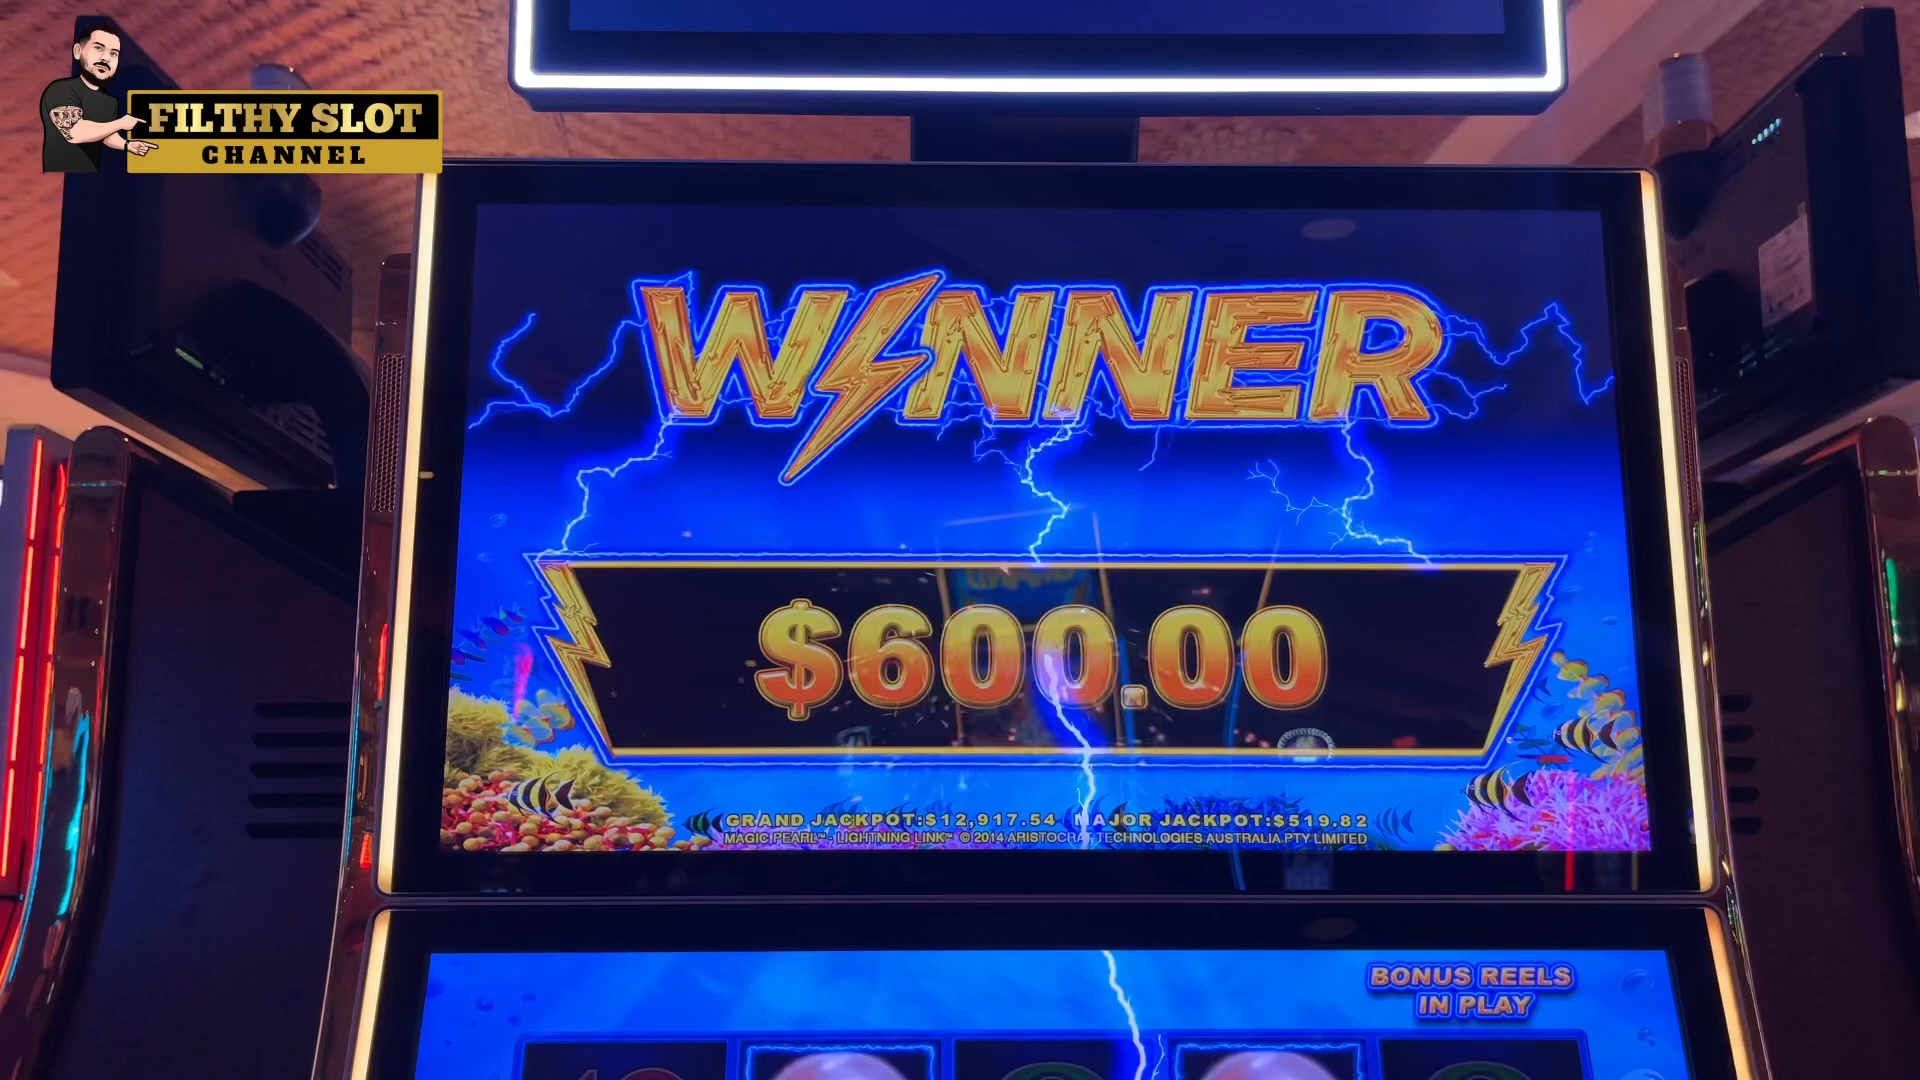 FILTHY SLOT
CHANNEL
WINNER
$600.00
GRAND JACKPOT:$12,917.54 MAJOR JACKPOT:$519.82
MAGIC PEARL™ - LIGHTNING LINK™ © 2014 ARISTOCRAT TECHNOLOGIES AUSTRALIA PTY LIMITED
BONUS REELS
IN PLAY